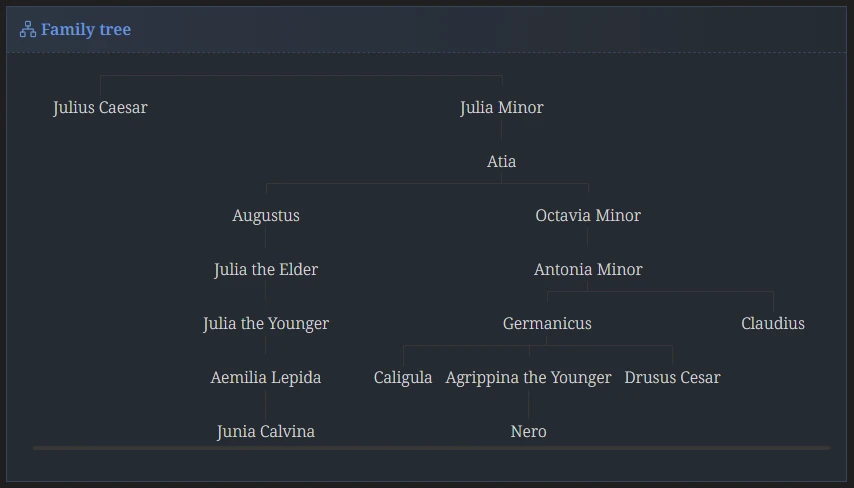 Family tree
Julius Caesar
Julia Minor
Atia
Augustus
Octavia Minor
Julia the Elder
Antonia Minor
Julia the Younger
Germanicus
Claudius
Aemilia Lepida
Caligula
Agrippina the Younger
Drusus Cesar
Junia Calvina
Nero